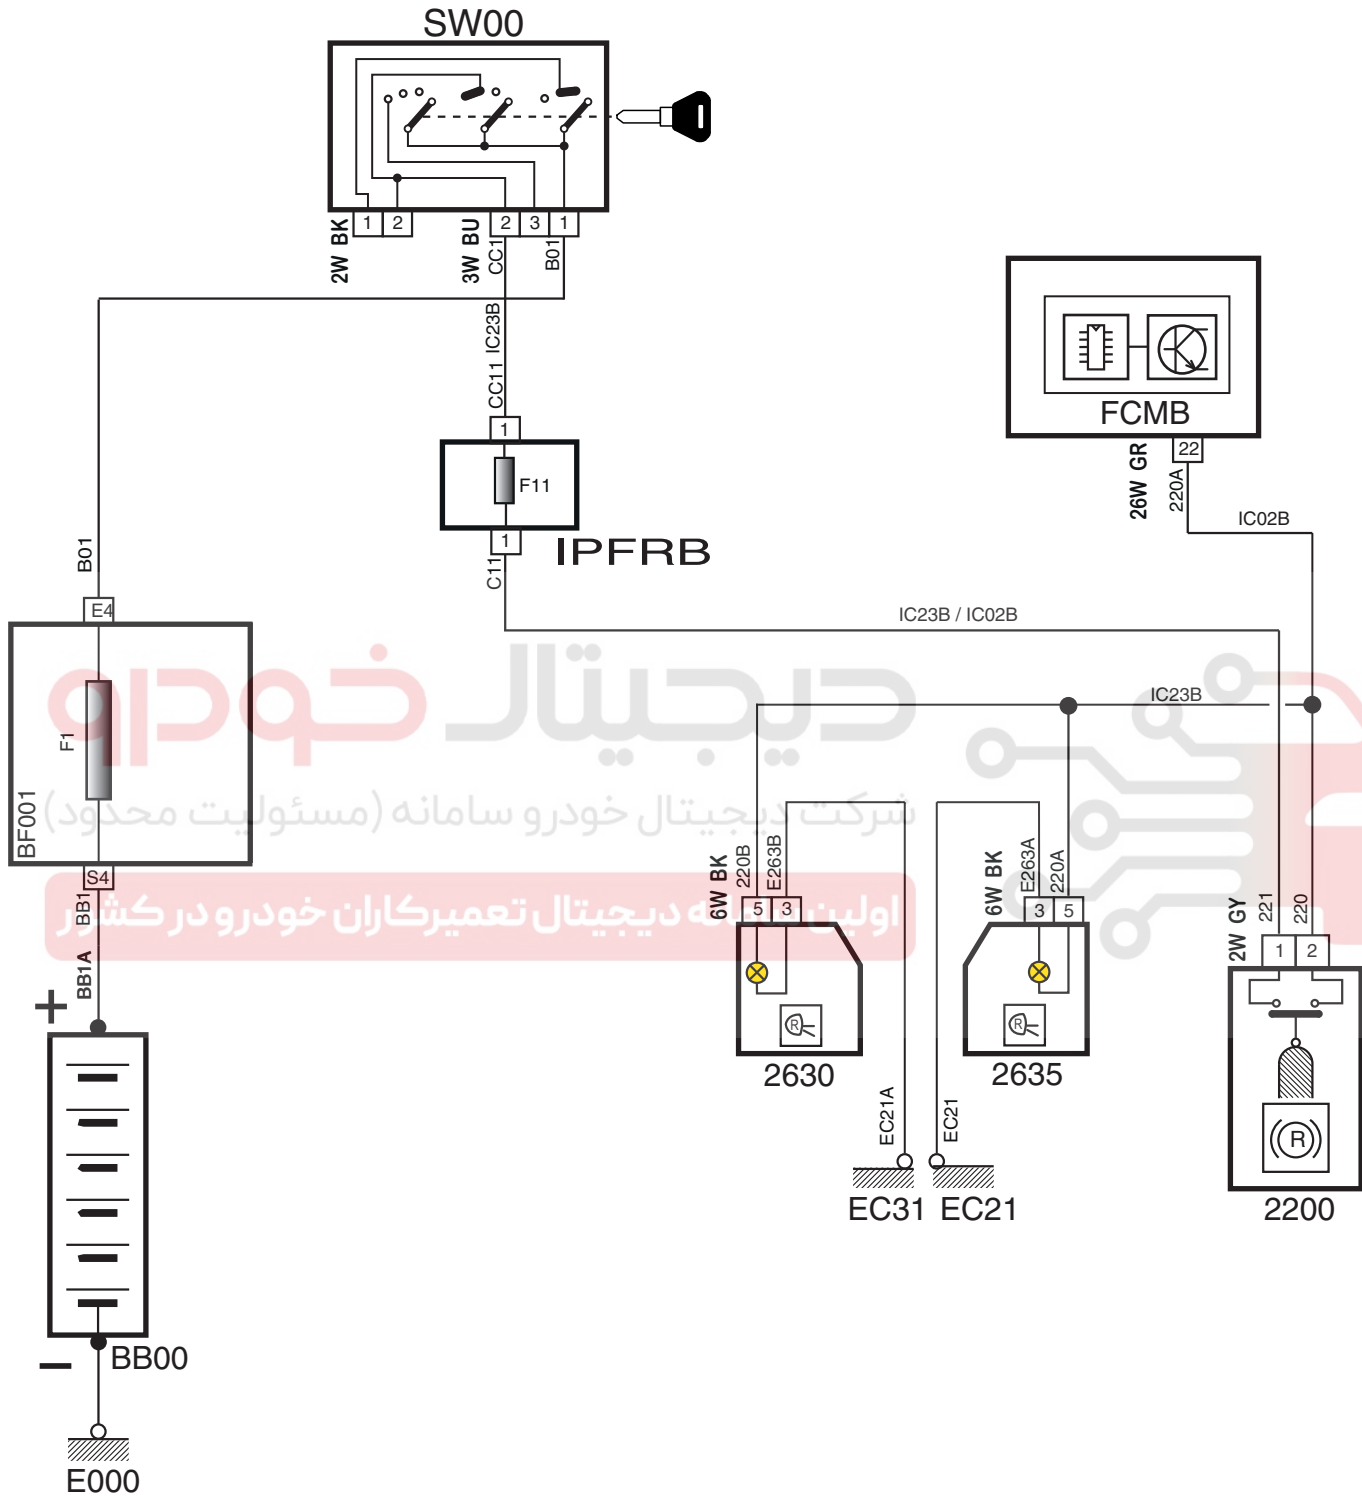 SW00
1
2
2
3
1
2W BK
3W BU
CC1
B01
IC23B
CC11
1
F11
1
IPFRB
C11
FCMB
22
26W GR
220A
IC02B
B01
E4
IC23B / IC02B
دیجیتال خودرو
IC23B
F1
BF001
شرکت دیجیتال خودرو سامانه (مسئولیت محدود)
S4
BB1
BB1A
اولین سامانه دیجیتال تعمیرکاران خودرو در کشور
6W BK
220B
E263B
5
3
6W BK
E263A
220A
3
5
2W GY
221
220
1
2
+
R
2630
R
2635
EC21A
EC21
EC31
EC21
R
2200
–
BB00
E000